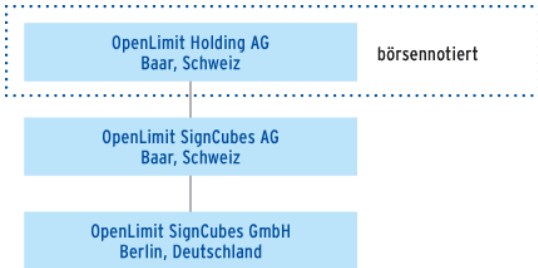 OpenLimit Holding AG
Baar, Schweiz
börsennotiert
OpenLimit SignCubes AG
Baar, Schweiz
OpenLimit SignCubes GmbH
Berlin, Deutschland